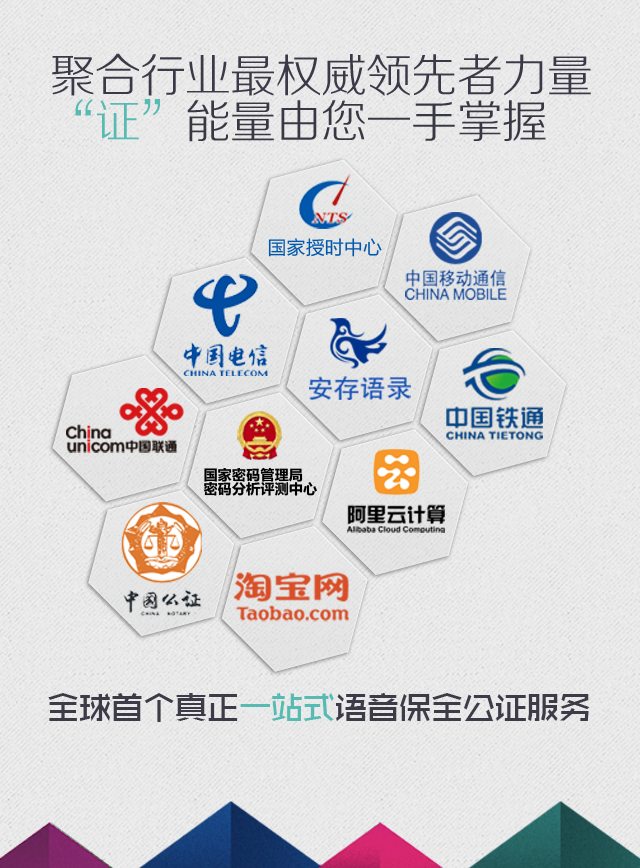 聚合行业最权威领先者力量
“证”能量由您一手掌握
NTS
国家授时中心
中国移动通信
CHINA MOBILE
中国电信
CHINA TELECOM
安存语录
中国铁通
CHINA TIETONG
China
unicom中国联通
国家密码管理局
密码分析评测中心
阿里云计算
Alibaba Cloud Computing
中国公证
CHINA NOTARY
淘宝网
Taobao.com
全球首个真正一站式语音保全公证服务